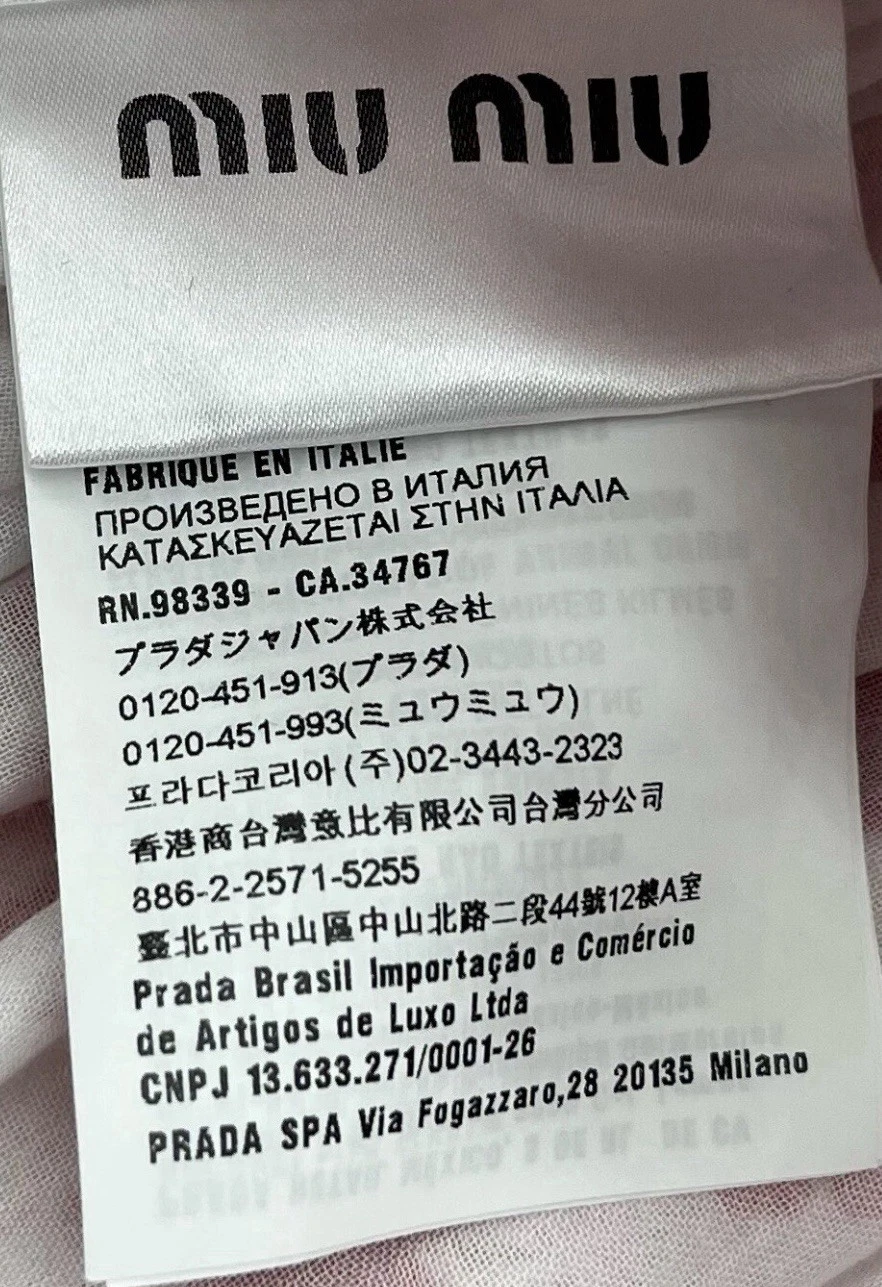 miu miu
FABRIQUE EN ITALIE
ПРОИЗВЕДЕНО В ИТАЛИЯ
ΚΑΤΑΣΚΕΥΑΖΕΤΑΙ ΣΤΗΝ ΙΤΑΛΙΑ
RN.98339 - CA.34767
プラダジャパン株式会社
0120-451-913(プラダ)
0120-451-993(ミュウミュウ)
프라다코리아(주)02-3443-2323
香港商台灣意比有限公司台灣分公司
886-2-2571-5255
臺北市中山區中山北路二段44號12樓A室
Prada Brasil Importação e Comércio
de Artigos de Luxo Ltda
CNPJ 13.633.271/0001-26
PRADA SPA Via Fogazzaro,28 20135 Milano